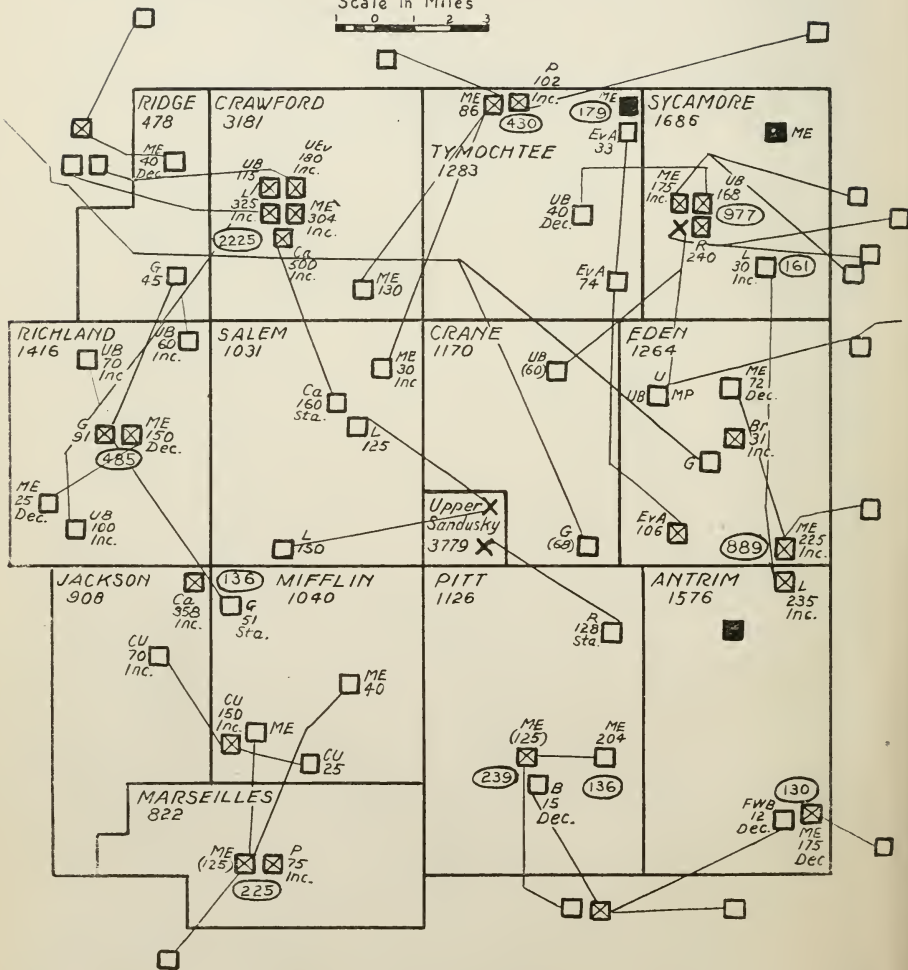 Scale in Miles
1 0 1 2 3
RIDGE
478
ME
40
Dec
CRAWFORD
3181
UB
115
UEv
180
Inc.
L
325
Inc.
ME
304
Inc.
2225
Ca
500
Inc.
ME
130
G
45
ME
86
P
102
Inc.
430
179
ME
EvA
33
TYMOCHTEE
1283
UB
40
Dec.
EvA
74
SYCAMORE
1686
ME
ME
175
Inc.
UB
168
977
R
240
L
30
Inc.
161
RICHLAND
1416
UB
70
Inc
UB
60
Inc.
G
91
ME
150
Dec.
485
ME
25
Dec.
UB
100
Inc.
SALEM
1031
ME
30
Inc
Ca
160
Sta.
L
125
L
150
CRANE
1170
UB
(60)
Upper
Sandusky
3779
G
(68)
EDEN
1264
U
UB MP
ME
72
Dec.
Br
31
Inc.
G
EvA
106
889
ME
225
Inc.
JACKSON
908
Ca
358
Inc.
CU
70
Inc.
136
MIFFLIN
1040
G
51
Sta.
ME
40
CU
150
Inc.
ME
CU
25
PITT
1126
R
128
Sta.
ME
(125)
ME
204
239
136
B
15
Dec.
ANTRIM
1576
L
235
Inc.
130
FWB
12
Dec.
ME
175
Dec
MARSEILLES
822
ME
(125)
P
75
Inc.
225